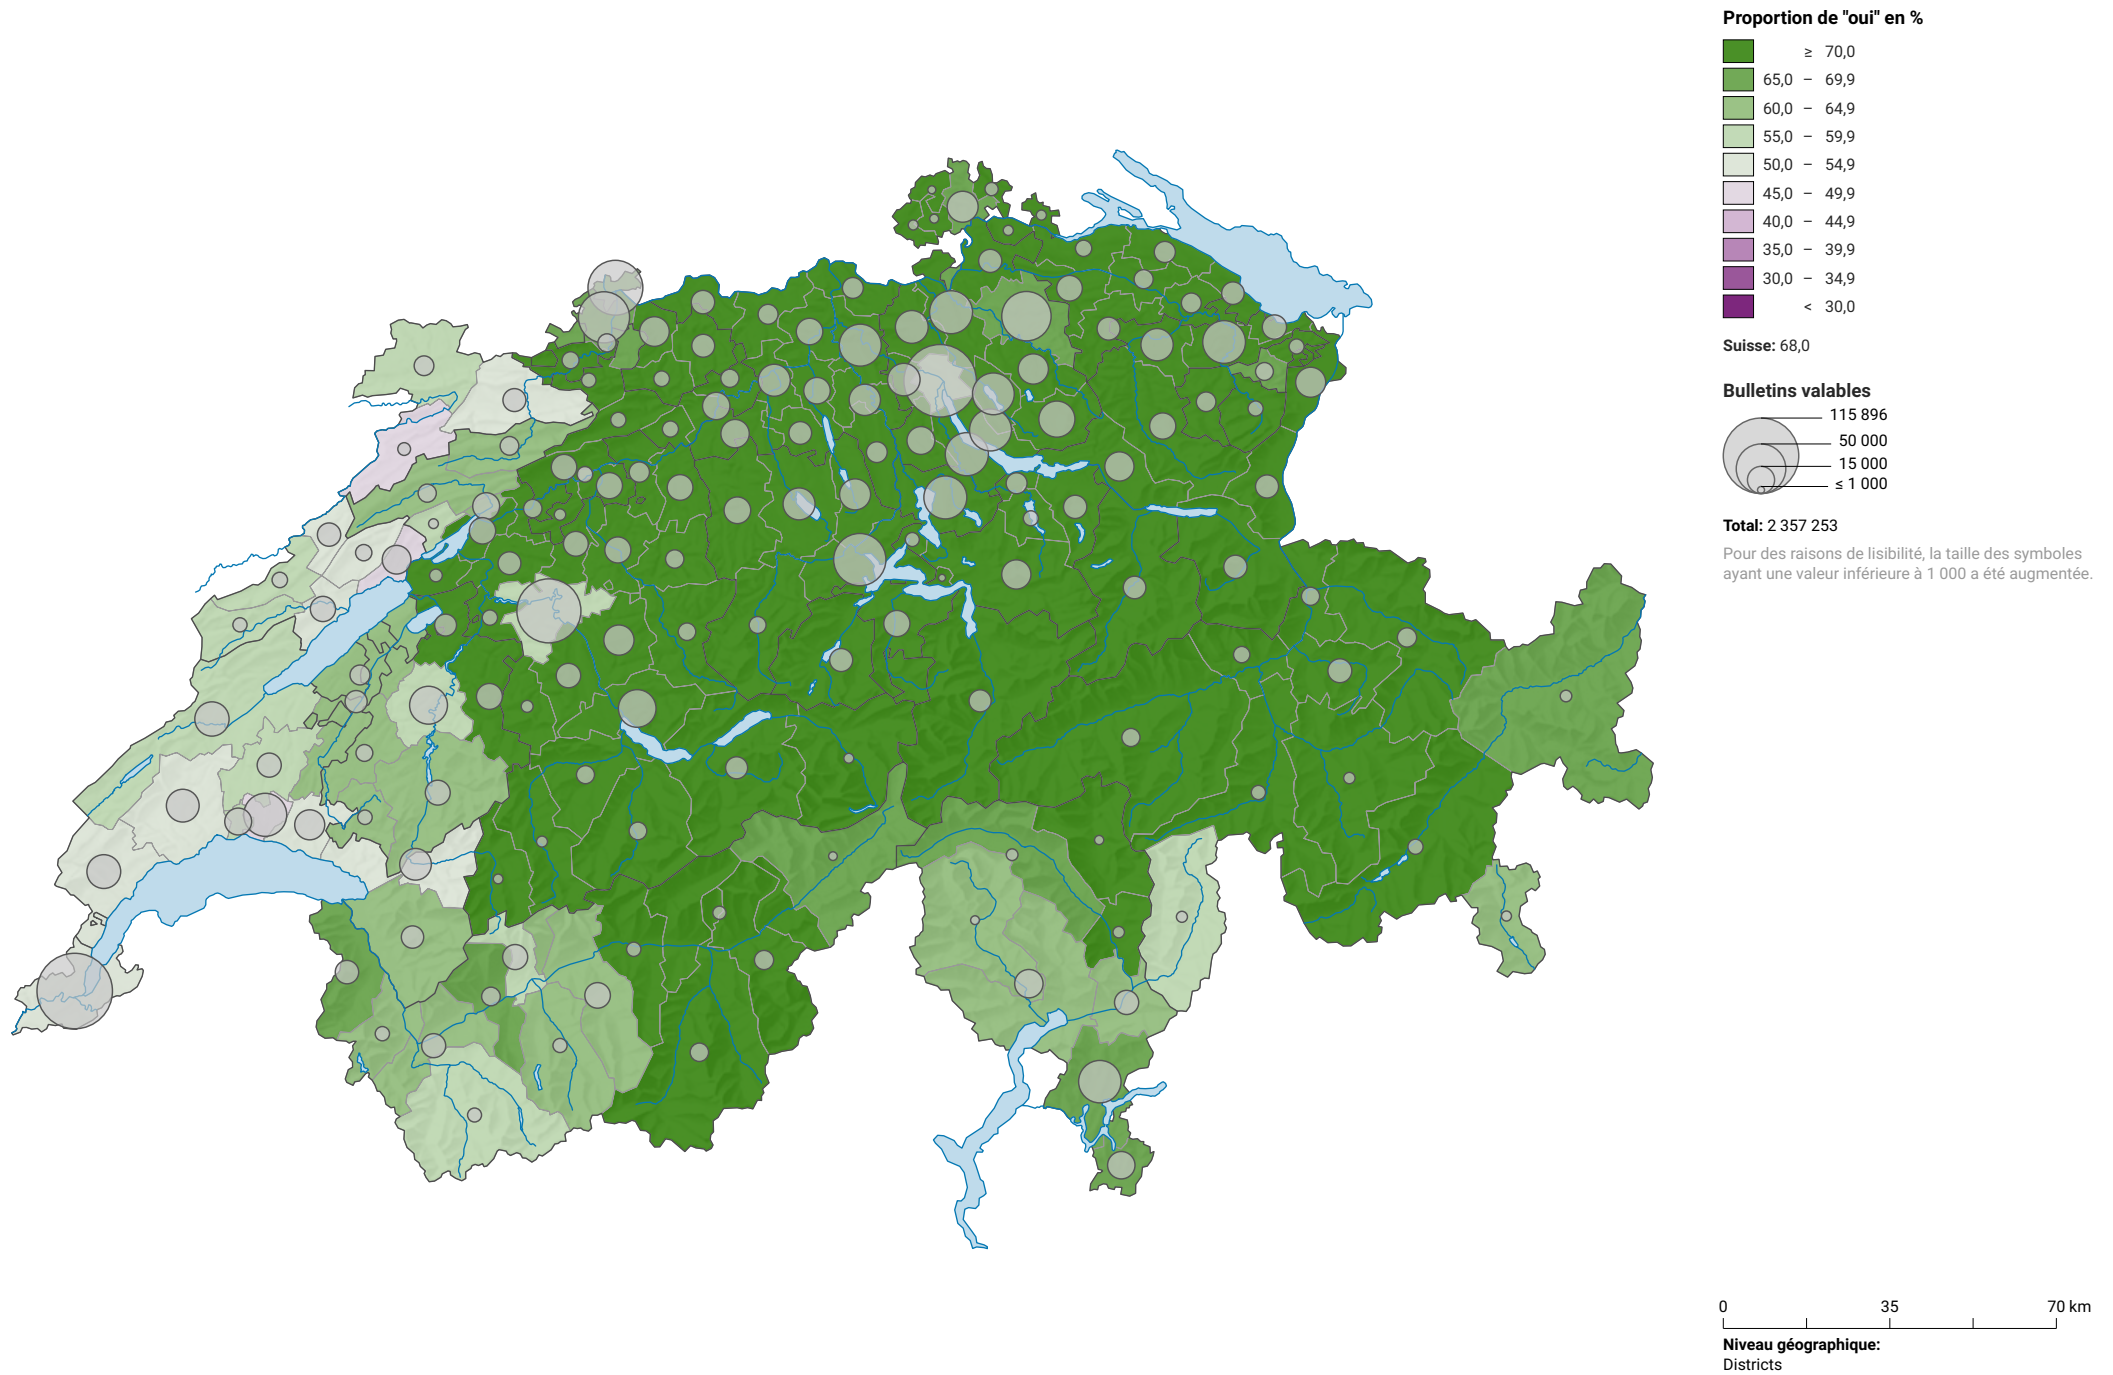 Proportion de "oui" en %
≥ 70,0
65,0 – 69,9
60,0 – 64,9
55,0 – 59,9
50,0 – 54,9
45,0 – 49,9
40,0 – 44,9
35,0 – 39,9
30,0 – 34,9
< 30,0
Suisse: 68,0
Bulletins valables
115 896
50 000
15 000
≤ 1 000
Total: 2 357 253
Pour des raisons de lisibilité, la taille des symboles
ayant une valeur inférieure à 1 000 a été augmentée.
0 35 70 km
Niveau géographique:
Districts